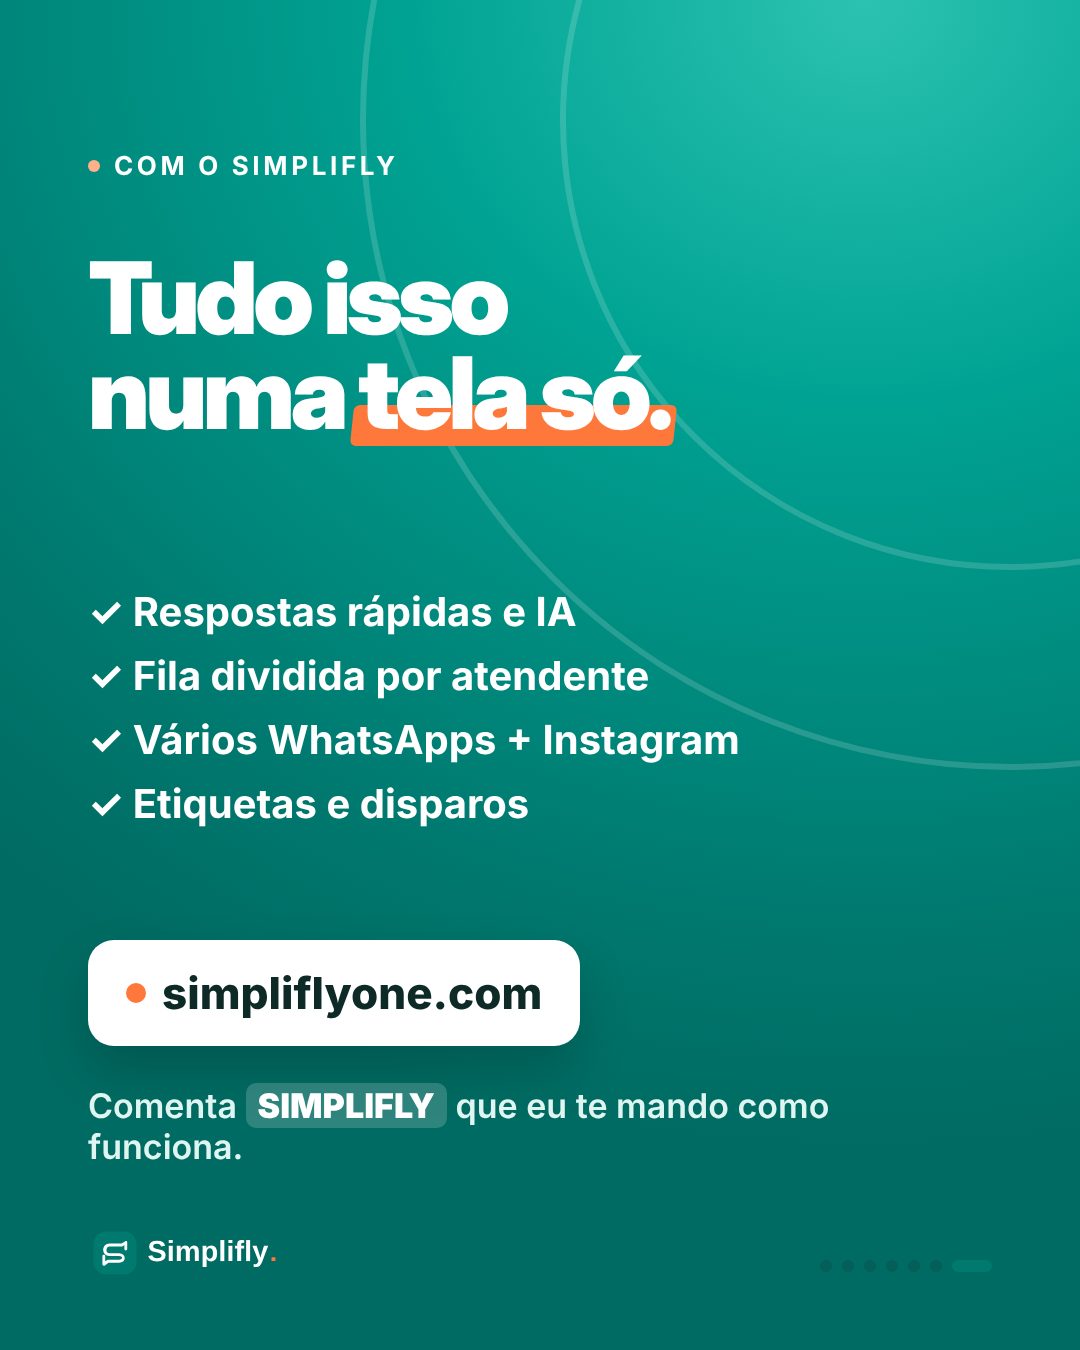 COM O SIMPLIFLY
Tudo isso
numa tela só.
✓ Respostas rápidas e IA
✓ Fila dividida por atendente
✓ Vários WhatsApps + Instagram
✓ Etiquetas e disparos
simpliflyone.com
Comenta SIMPLIFLY que eu te mando como
funciona.
Simplifly.